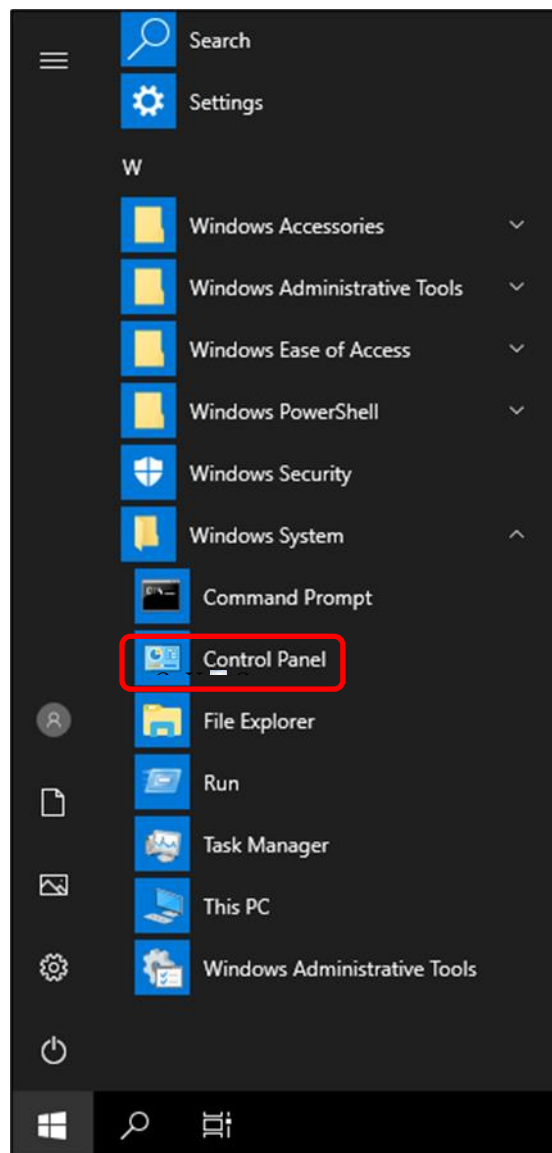 Search
Settings
W
Windows Accessories
Windows Administrative Tools
Windows Ease of Access
Windows PowerShell
Windows Security
Windows System
Command Prompt
Control Panel
File Explorer
Run
Task Manager
This PC
Windows Administrative Tools